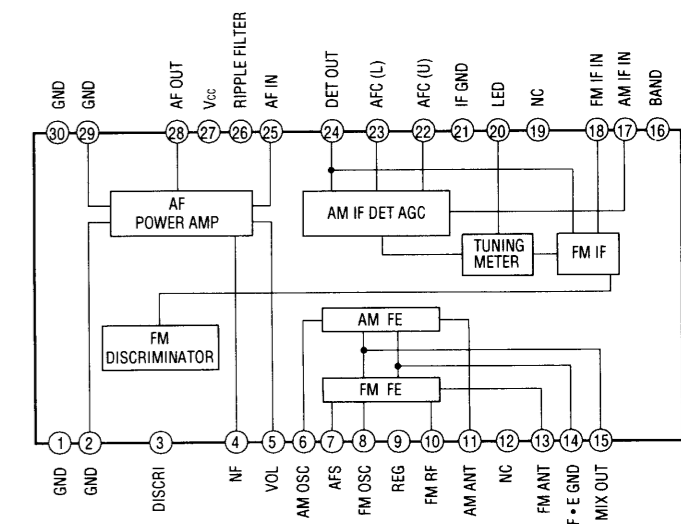 GND
GND
AF OUT
Vcc
RIPPLE FILTER
AF IN
DET OUT
AFC (L)
AFC (U)
IF GND
LED
NC
FM IF IN
AM IF IN
BAND
30 29 28 27 26 25 24 23 22 21 20 19 18 17 16
AF
POWER AMP
AM IF DET AGC
TUNING
METER
FM IF
AM FE
FM
DISCRIMINATOR
FM FE
1 2 3 4 5 6 7 8 9 10 11 12 13 14 15
GND
GND
DISCRI
NF
VOL
AM OSC
AFS
FM OSC
REG
FM RF
AM ANT
NC
FM ANT
F • E GND
MIX OUT